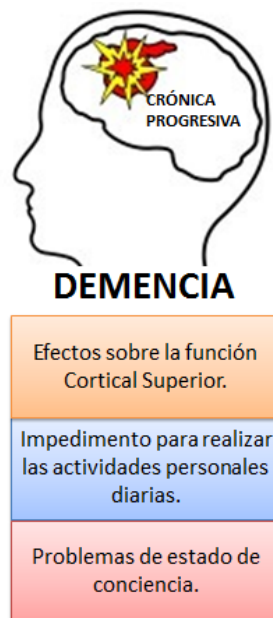 CRÓNICA
PROGRESIVA
DEMENCIA
Efectos sobre la función
Cortical Superior.
Impedimento para realizar
las actividades personales
diarias.
Problemas de estado de
conciencia.